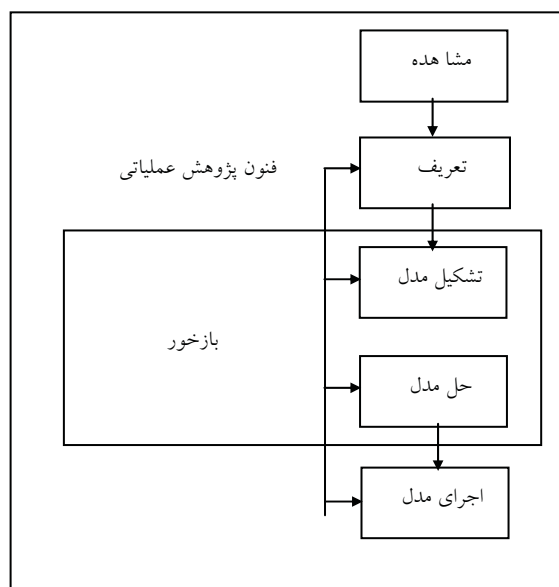 مشا هده
فنون پژوهش عملیاتی
تعریف
تشکیل مدل
بازخور
حل مدل
اجرای مدل